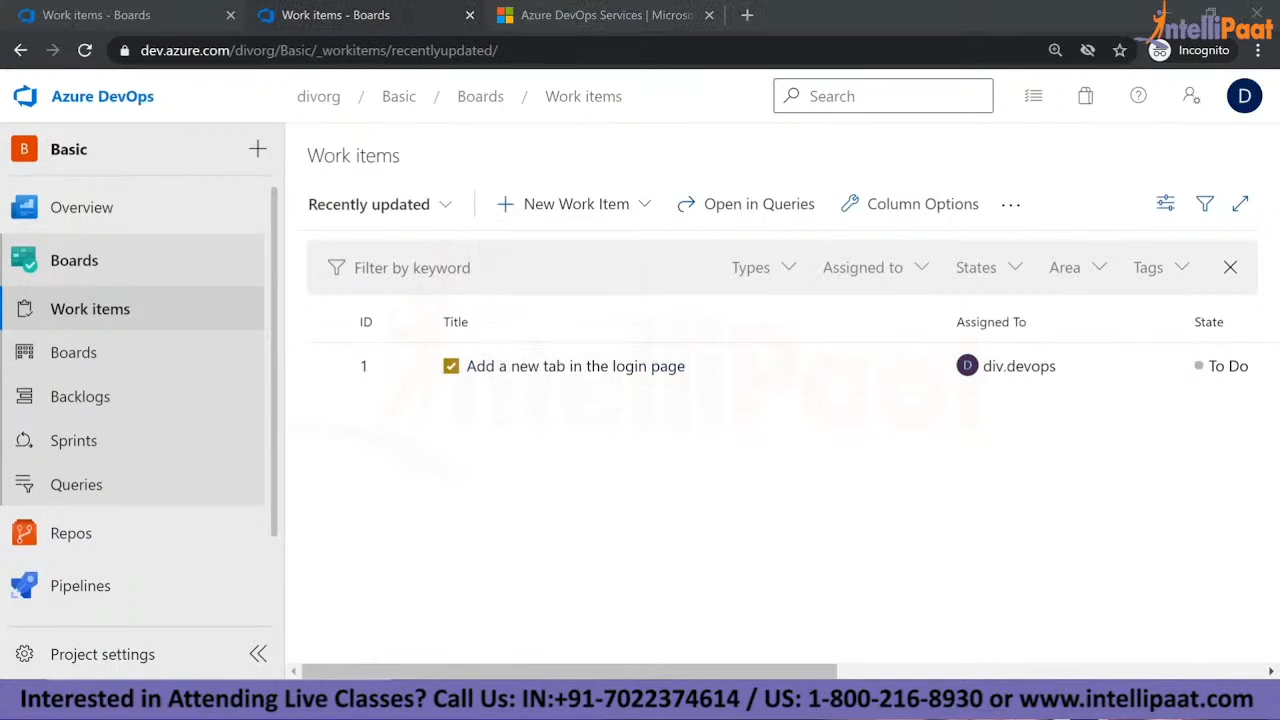 Work items - Boards
Work items - Boards
Azure DevOps Services | Micros
IntelliPaat
dev.azure.com/divorg/Basic/_workitems/recentlyupdated/
Incognito
Azure DevOps
divorg / Basic / Boards / Work items
Search
D
B Basic
Work items
Overview
Recently updated
New Work Item
Open in Queries
Column Options
Boards
Filter by keyword
Types
Assigned to
States
Area
Tags
Work items
ID Title Assigned To State
Boards
1 Add a new tab in the login page D div.devops To Do
IntelliPaat
Backlogs
Sprints
Queries
Repos
Pipelines
Project settings
Interested in Attending Live Classes? Call Us: IN:+91-7022374614 / US: 1-800-216-8930 or www.intellipaat.com